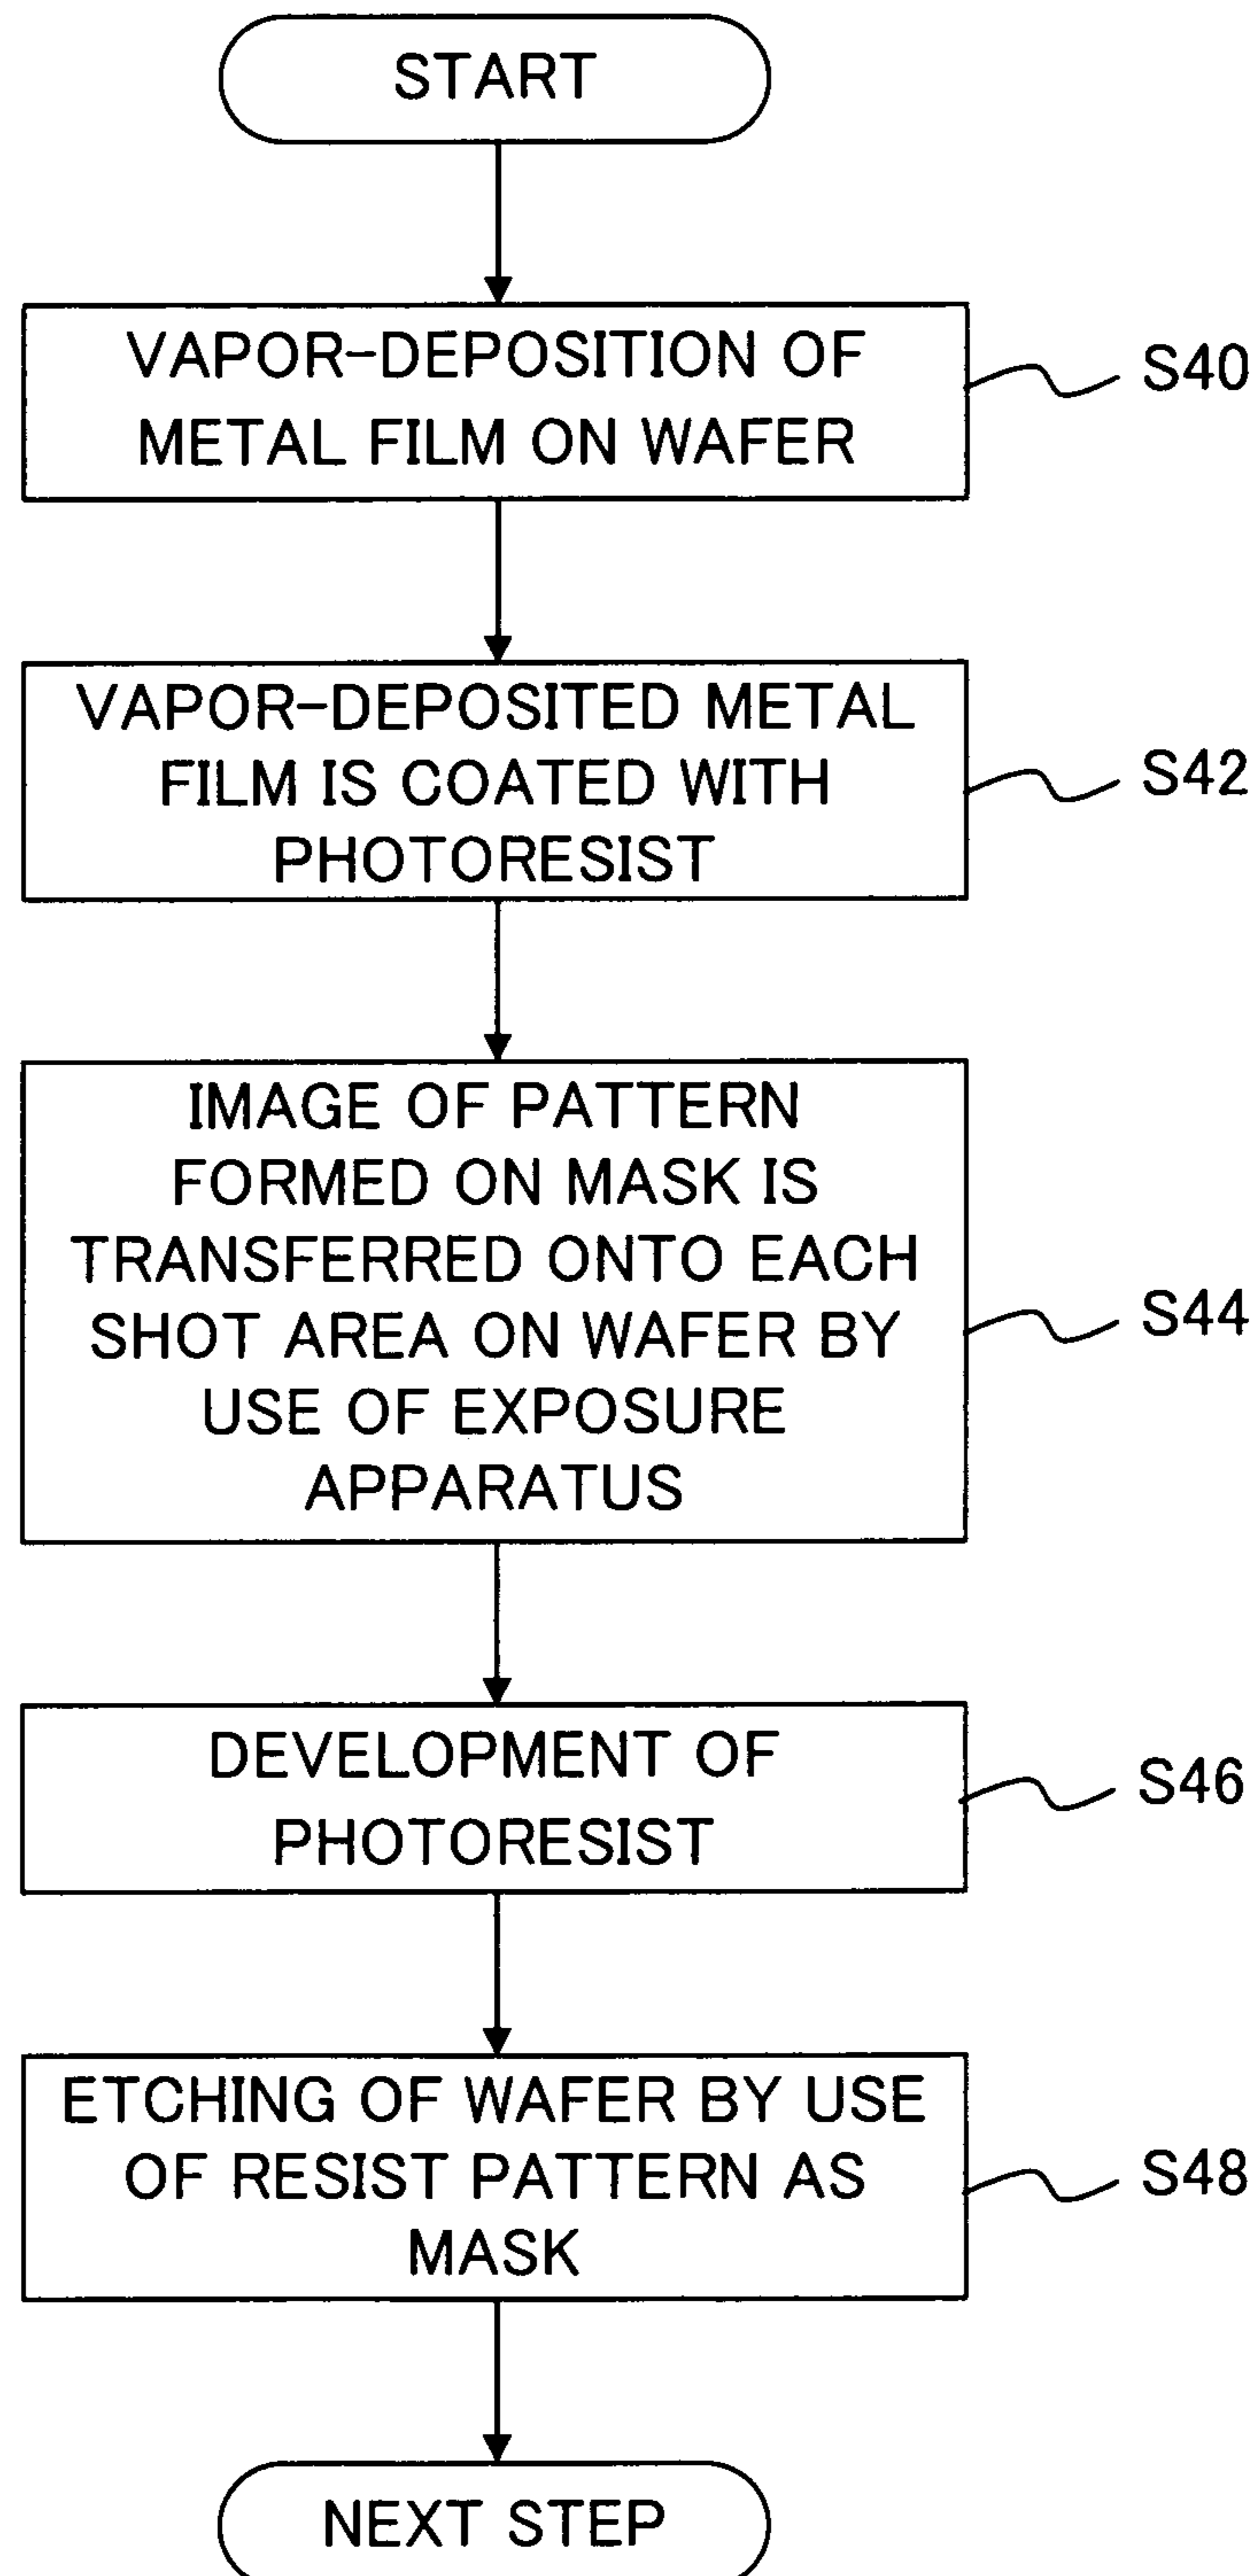 START
VAPOR-DEPOSITION OF
METAL FILM ON WAFER
S40
VAPOR-DEPOSITED METAL
FILM IS COATED WITH
PHOTORESIST
S42
IMAGE OF PATTERN
FORMED ON MASK IS
TRANSFERRED ONTO EACH
SHOT AREA ON WAFER BY
USE OF EXPOSURE
APPARATUS
S44
DEVELOPMENT OF
PHOTORESIST
S46
ETCHING OF WAFER BY USE
OF RESIST PATTERN AS
MASK
S48
NEXT STEP